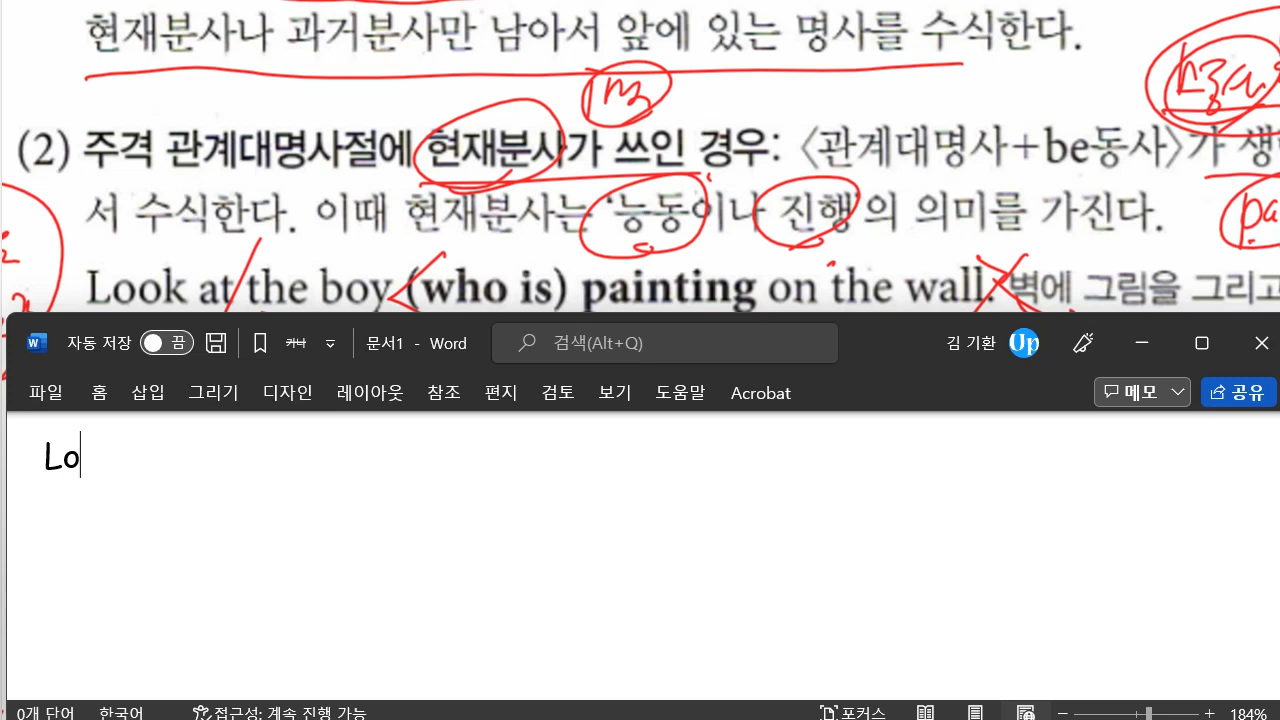 현재분사나 과거분사만 남아서 앞에 있는 명사를 수식한다.
(2) 주격 관계대명사절에 현재분사가 쓰인 경우: 〈관계대명사+be동사〉가
서 수식한다. 이때 현재분사는 ‘능동’이나 ‘진행’의 의미를 가진다.
pa
Look at the boy (who is) painting on the wall. 벽에 그림을 그리고
자동 저장 끔 가나 문서1 - Word 검색(Alt+Q) 김 기환 Up
파일 홈 삽입 그리기 디자인 레이아웃 참조 편지 검토 보기 도움말 Acrobat 메모 공유
Lo
0개 단어 한국어 접근성: 계속 진행 가능 포커스 184%